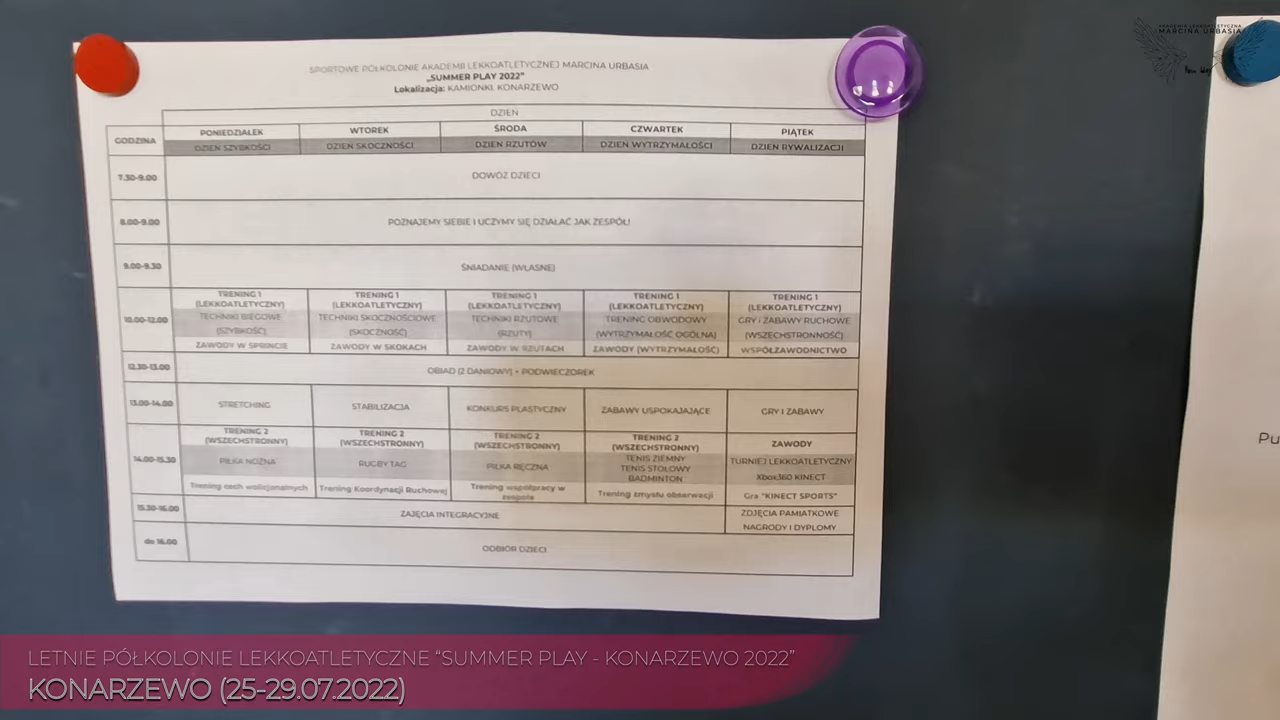 AKADEMIA LEKKOATLETYCZNA
MARCINA URBASIA
SPORTOWE PÓŁKOLONIE AKADEMII LEKKOATLETYCZNEJ MARCINA URBASIA
„SUMMER PLAY 2022”
Lokalizacja: KAMIONKI, KONARZEWO
DZIEŃ
GODZINA
PONIEDZIAŁEK WTOREK ŚRODA CZWARTEK PIĄTEK
DZIEŃ SZYBKOŚCI DZIEŃ SKOCZNOŚCI DZIEŃ RZUTÓW DZIEŃ WYTRZYMAŁOŚCI DZIEŃ RYWALIZACJI
7.30-9.00 DOWÓZ DZIECI
8.00-9.00 POZNAJEMY SIEBIE I UCZYMY SIĘ DZIAŁAĆ JAK ZESPÓŁ!
9.00-9.30 ŚNIADANIE (WŁASNE)
10.00-12.00
TRENING 1 TRENING 1 TRENING 1 TRENING 1 TRENING 1
(LEKKOATLETYCZNY) (LEKKOATLETYCZNY) (LEKKOATLETYCZNY) (LEKKOATLETYCZNY) (LEKKOATLETYCZNY)
TECHNIKI BIEGOWE TECHNIKI SKOCZNOŚCIOWE TECHNIKI RZUTOWE TRENING OBWODOWY GRY i ZABAWY RUCHOWE
(SZYBKOŚĆ) (SKOCZNOŚĆ) (RZUTY) (WYTRZYMAŁOŚĆ OGÓLNA) (WSZECHSTRONNOŚĆ)
ZAWODY W SPRINCIE ZAWODY W SKOKACH ZAWODY W RZUTACH ZAWODY (WYTRZYMAŁOŚĆ) WSPÓŁZAWODNICTWO
12.30-13.00 OBIAD (2 DANIOWY) + PODWIECZOREK
13.00-14.00 STRETCHING STABILIZACJA KONKURS PLASTYCZNY ZABAWY USPOKAJAJĄCE GRY I ZABAWY
14.00-15.30
TRENING 2 TRENING 2 TRENING 2 TRENING 2 ZAWODY
(WSZECHSTRONNY) (WSZECHSTRONNY) (WSZECHSTRONNY) (WSZECHSTRONNY)
PIŁKA NOŻNA RUGBY TAG PIŁKA RĘCZNA TENIS ZIEMNY TURNIEJ LEKKOATLETYCZNY
TENIS STOŁOWY
BADMINTON Xbox360 KINECT
Trening cech wolicjonalnych Trening Koordynacji Ruchowej Trening współpracy w Trening zmysłu obserwacji Gra "KINECT SPORTS"
zespole
15.30-16.00 ZAJĘCIA INTEGRACYJNE ZDJĘCIA PAMIATKOWE
NAGRODY I DYPLOMY
do 16.00 ODBIÓR DZIECI
Pu
LETNIE PÓŁKOLONIE LEKKOATLETYCZNE “SUMMER PLAY - KONARZEWO 2022”
KONARZEWO (25-29.07.2022)